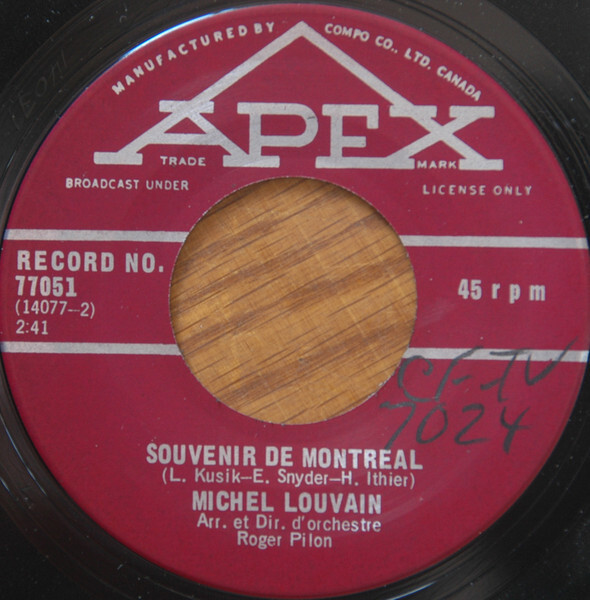 MANUFACTURED BY COMPO CO., LTD. CANADA
APEX
TRADE MARK
BROADCAST UNDER LICENSE ONLY
RECORD NO.
77051
(14077-2)
2:41
45 rpm
7024
SOUVENIR DE MONTREAL
(L. Kusik-E. Snyder-H. Ithier)
MICHEL LOUVAIN
Arr. et Dir. d'orchestre
Roger Pilon